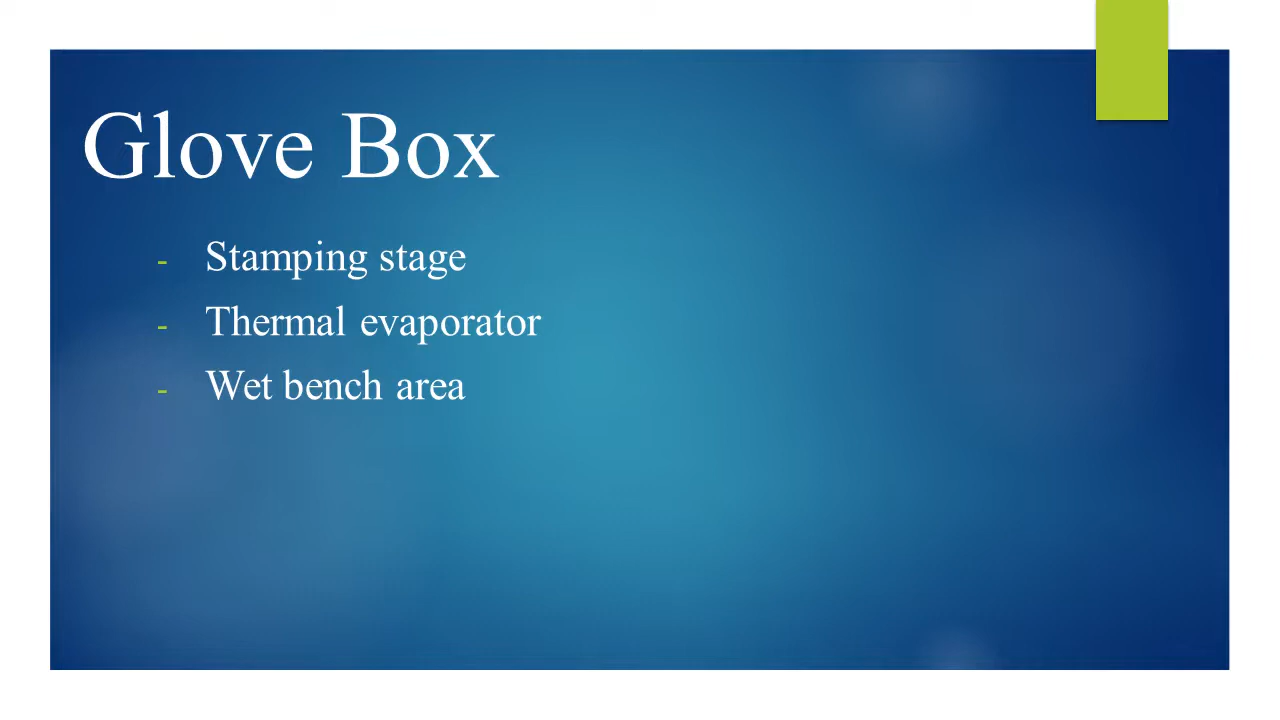 Glove Box
- Stamping stage
- Thermal evaporator
- Wet bench area